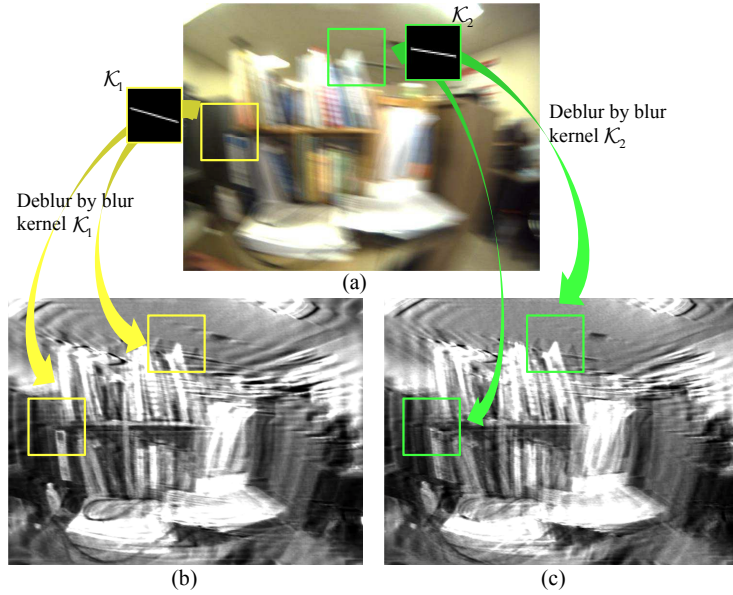 K₂
K₁
Deblur by blur
kernel K₂
Deblur by blur
kernel K₁
(a)
(b)
(c)